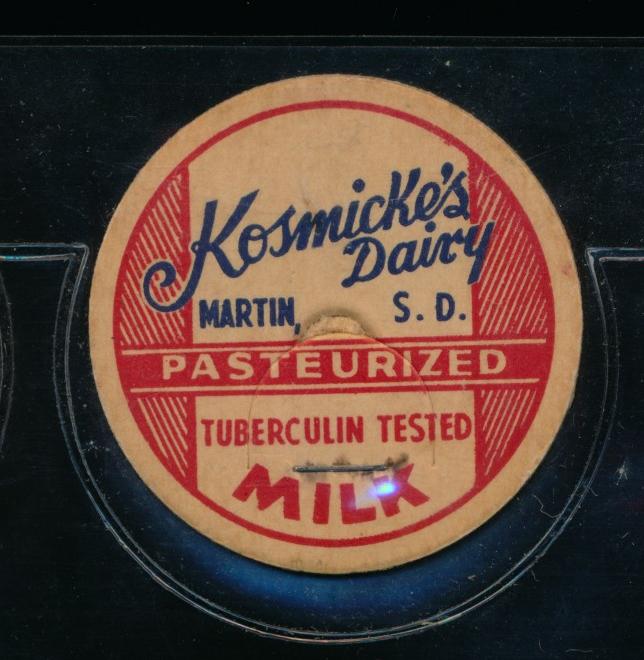 Kosmicke's
Dairy
MARTIN, S. D.
PASTEURIZED
TUBERCULIN TESTED
MILK